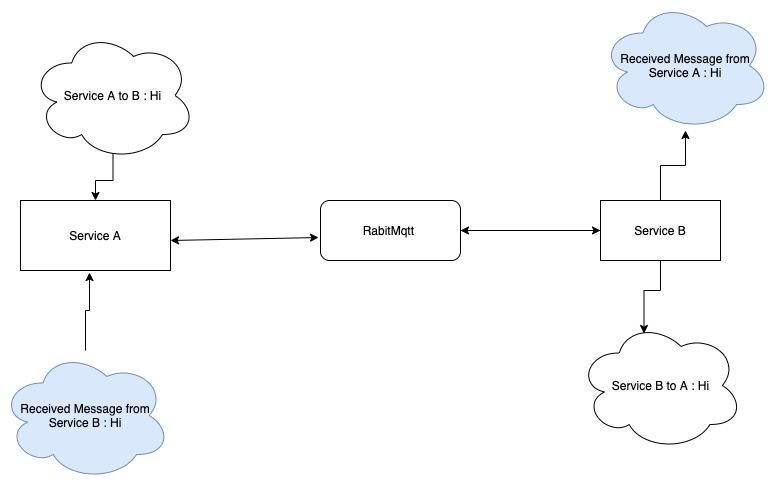 Received Message from
Service A : Hi
Service A to B : Hi
Service A
RabitMqtt
Service B
Service B to A : Hi
Received Message from
Service B : Hi